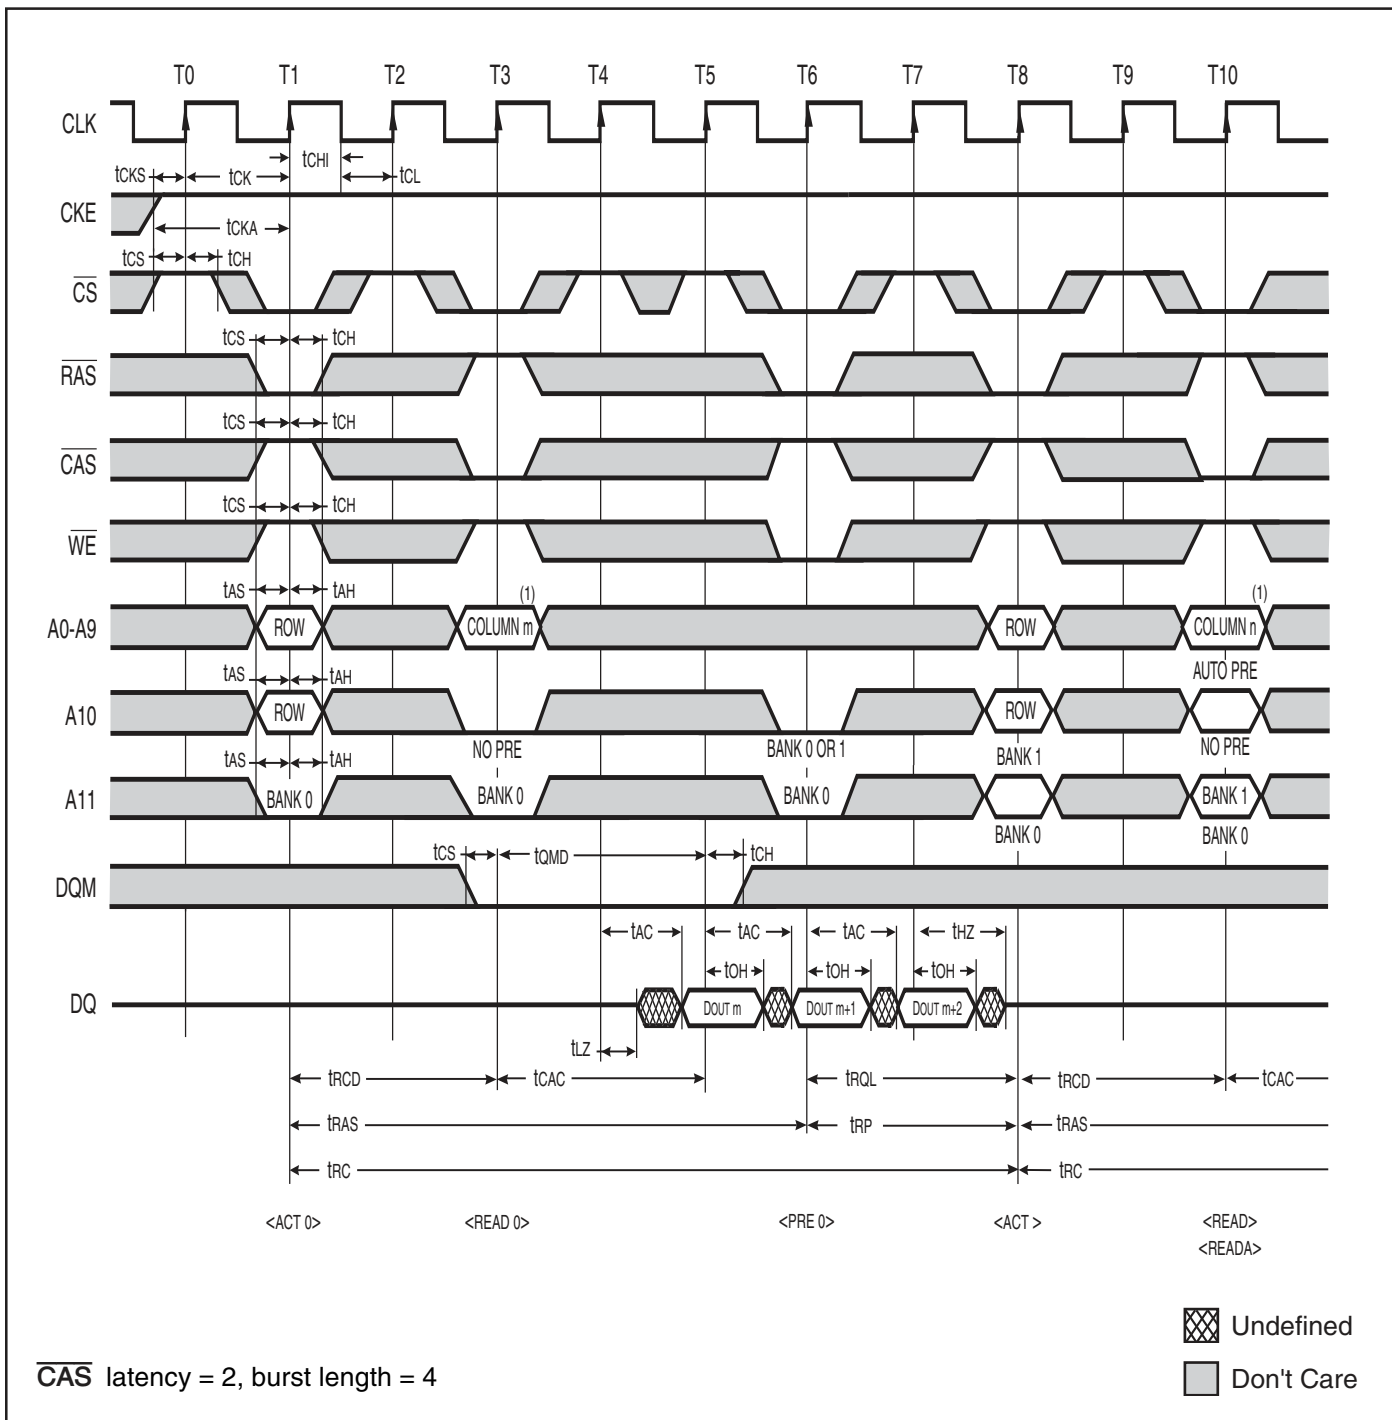 T0 T1 T2 T3 T4 T5 T6 T7 T8 T9 T10
CLK
tCHI
tCKS tCK tCL
CKE
tCKA
tCS tCH
CS
tCS tCH
RAS
tCS tCH
CAS
tCS tCH
WE
tAS tAH (1) (1)
A0-A9 ROW COLUMN m ROW COLUMN n
tAS tAH AUTO PRE
A10 ROW ROW
NO PRE BANK 0 OR 1 BANK 1 NO PRE
tAS tAH
A11 BANK 0 BANK 0 BANK 0 BANK 1
BANK 0 BANK 0
tCS tQMD tCH
DQM
tAC tAC tAC tHZ
tOH tOH tOH
DQ DOUT m DOUT m+1 DOUT m+2
tLZ
tRCD tCAC tRQL tRCD tCAC
tRAS tRP tRAS
tRC tRC
<ACT 0> <READ 0> <PRE 0> <ACT > <READ>
<READA>
Undefined
CAS latency = 2, burst length = 4
Don't Care